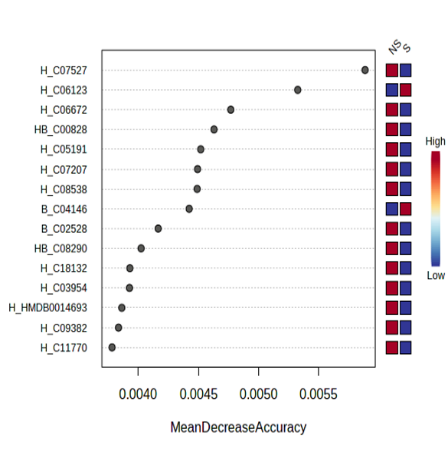 NS S
H_C07527
H_C06123
H_C06672
HB_C00828
H_C05191
H_C07207
H_C08538
B_C04146
B_C02528
HB_C08290
H_C18132
H_C03954
H_HMDB0014693
H_C09382
H_C11770
High
Low
0.0040 0.0045 0.0050 0.0055
MeanDecreaseAccuracy